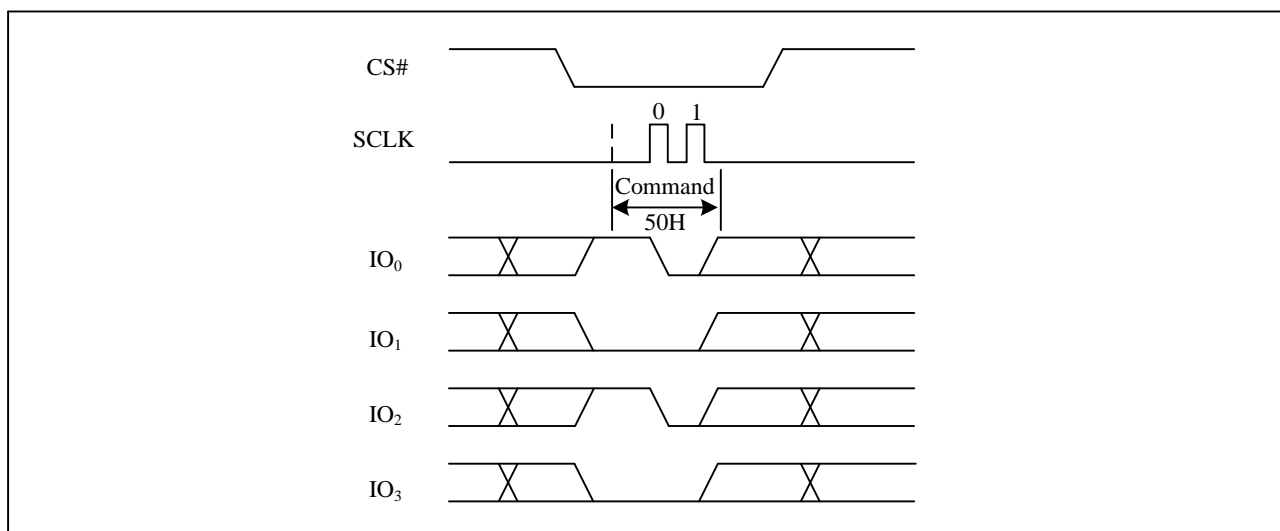 CS#
0 1
SCLK
Command
50H
IO0
IO1
IO2
IO3